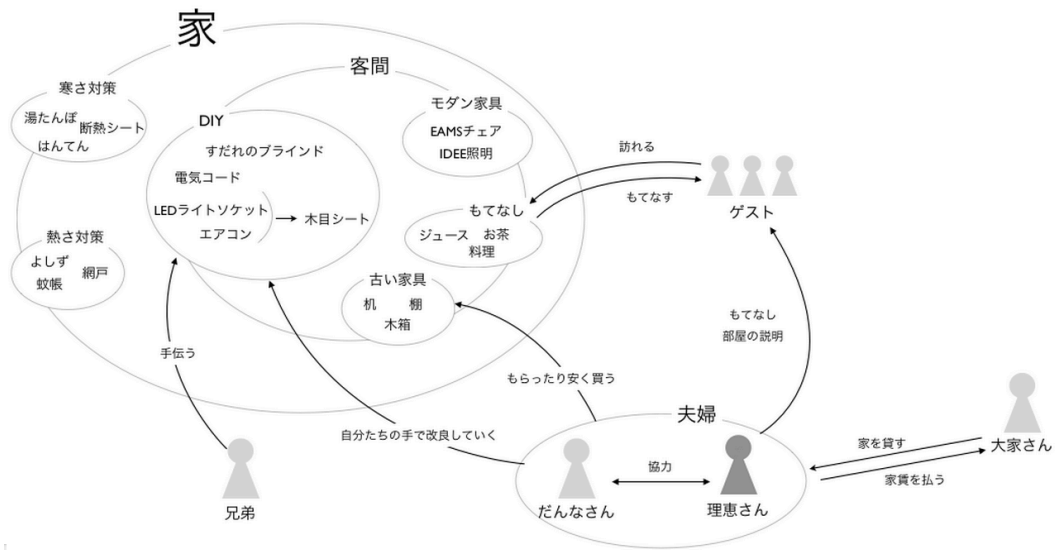 家
客間
寒さ対策
湯たんぽ
断熱シート
はんてん
DIY
すだれのブラインド
電気コード
LEDライトソケット
エアコン
木目シート
モダン家具
EAMSチェア
IDEE照明
訪れる
もてなす
ゲスト
もてなし
ジュース お茶
料理
熱さ対策
よしず
網戸
蚊帳
古い家具
机 棚
木箱
手伝う
もてなし
部屋の説明
もらったり安く買う
夫婦
自分たちの手で改良していく
大家さん
家を貸す
家賃を払う
協力
兄弟
だんなさん
理恵さん